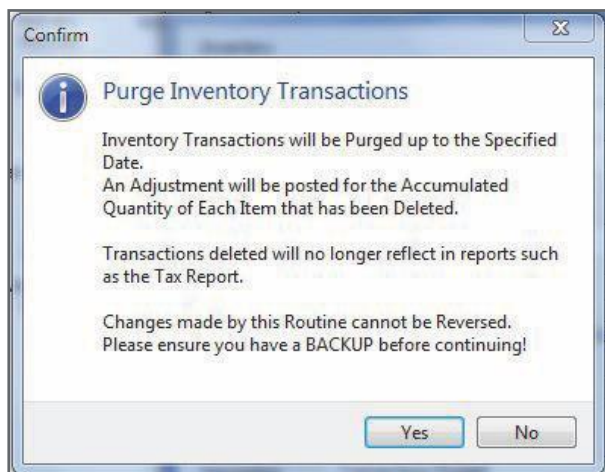 Confirm
Purge Inventory Transactions
Inventory Transactions will be Purged up to the Specified
Date.
An Adjustment will be posted for the Accumulated
Quantity of Each Item that has been Deleted.
Transactions deleted will no longer reflect in reports such
as the Tax Report.
Changes made by this Routine cannot be Reversed.
Please ensure you have a BACKUP before continuing!
Yes
No